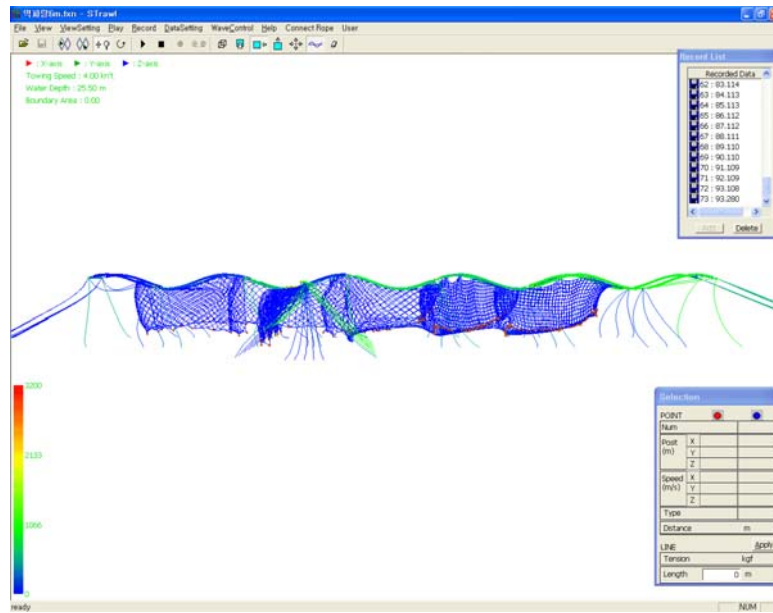 6m.txn - STrawl
File View ViewSetting Play Record DataSetting WaveControl Help Connect Rope User
: X-axis : Y-axis : Z-axis
Towing Speed : 4.00 kn't
Water Depth : 25.50 m
Boundary Area : 0.00
Record List
Recorded Data
62 : 83.114
63 : 84.113
64 : 85.113
65 : 86.112
66 : 87.112
67 : 88.111
68 : 89.110
69 : 90.110
70 : 91.109
71 : 92.109
72 : 93.108
73 : 93.280
Add Delete
3200
2133
1066
0
Selection
POINT
Num
Posit (m) X
Y
Z
Speed (m/s) X
Y
Z
Type
Distance m
LINE Apply
Tension kgf
Length 0 m
ready NUM